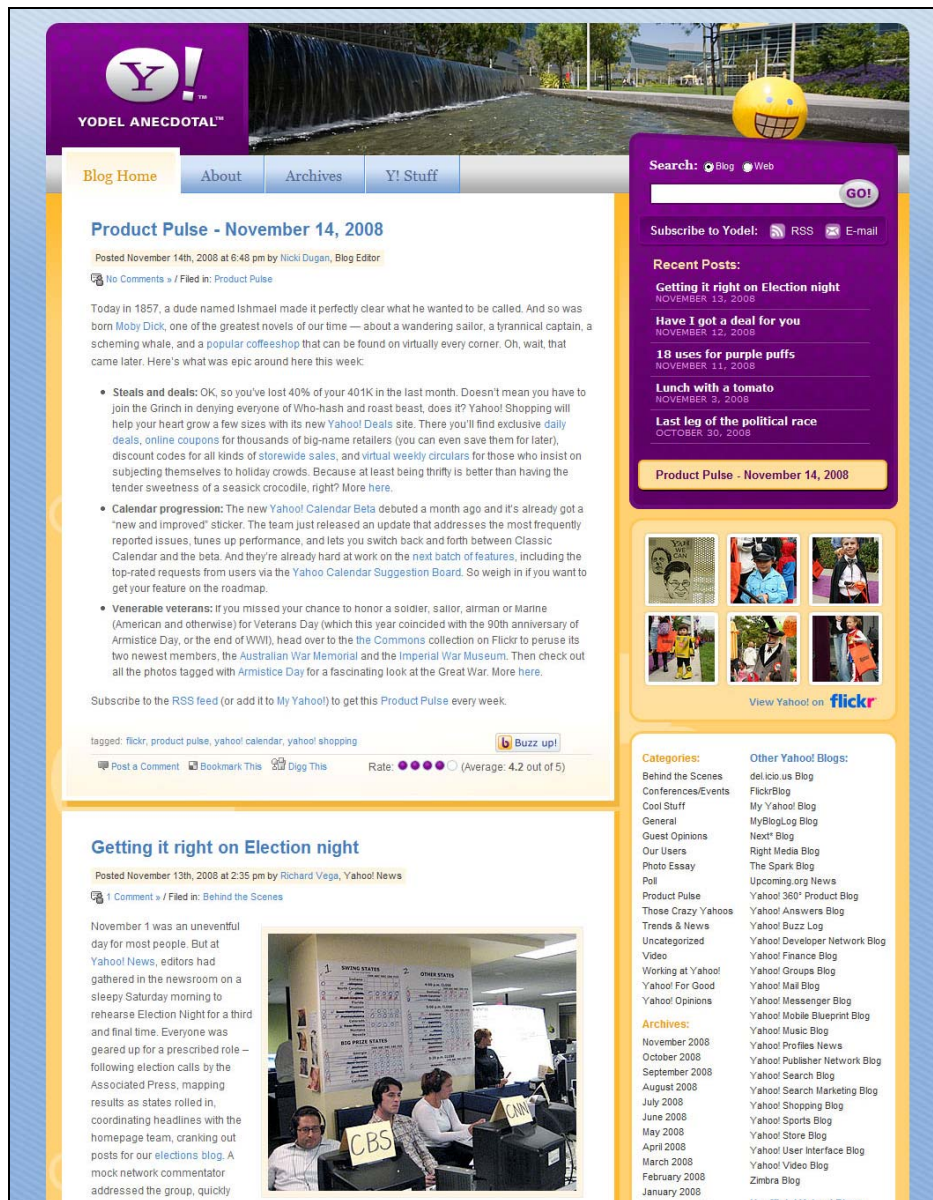 Y!™
YODEL ANECDOTAL™
Blog Home
About
Archives
Y! Stuff
Product Pulse - November 14, 2008
Posted November 14th, 2008 at 6:48 pm by Nicki Dugan, Blog Editor
No Comments » / Filed in: Product Pulse
Today in 1857, a dude named Ishmael made it perfectly clear what he wanted to be called. And so was
born Moby Dick, one of the greatest novels of our time — about a wandering sailor, a tyrannical captain, a
scheming whale, and a popular coffeeshop that can be found on virtually every corner. Oh, wait, that
came later. Here's what was epic around here this week:
• Steals and deals: OK, so you've lost 40% of your 401K in the last month. Doesn't mean you have to
join the Grinch in denying everyone of Who-hash and roast beast, does it? Yahoo! Shopping will
help your heart grow a few sizes with its new Yahoo! Deals site. There you'll find exclusive daily
deals, online coupons for thousands of big-name retailers (you can even save them for later),
discount codes for all kinds of storewide sales, and virtual weekly circulars for those who insist on
subjecting themselves to holiday crowds. Because at least being thrifty is better than having the
tender sweetness of a seasick crocodile, right? More here.
• Calendar progression: The new Yahoo! Calendar Beta debuted a month ago and it's already got a
“new and improved” sticker. The team just released an update that addresses the most frequently
reported issues, tunes up performance, and lets you switch back and forth between Classic
Calendar and the beta. And they're already hard at work on the next batch of features, including the
top-rated requests from users via the Yahoo Calendar Suggestion Board. So weigh in if you want to
get your feature on the roadmap.
• Venerable veterans: If you missed your chance to honor a soldier, sailor, airman or Marine
(American and otherwise) for Veterans Day (which this year coincided with the 90th anniversary of
Armistice Day, or the end of WWI), head over to the the Commons collection on Flickr to peruse its
two newest members, the Australian War Memorial and the Imperial War Museum. Then check out
all the photos tagged with Armistice Day for a fascinating look at the Great War. More here.
Subscribe to the RSS feed (or add it to My Yahoo!) to get this Product Pulse every week.
tagged: flickr, product pulse, yahoo! calendar, yahoo! shopping
Buzz up!
Post a Comment
Bookmark This
Digg This
Rate:
(Average: 4.2 out of 5)
Getting it right on Election night
Posted November 13th, 2008 at 2:35 pm by Richard Vega, Yahoo! News
1 Comment » / Filed in: Behind the Scenes
November 1 was an uneventful
day for most people. But at
Yahoo! News, editors had
gathered in the newsroom on a
sleepy Saturday morning to
rehearse Election Night for a third
and final time. Everyone was
geared up for a prescribed role –
following election calls by the
Associated Press, mapping
results as states rolled in,
coordinating headlines with the
homepage team, cranking out
posts for our elections blog. A
mock network commentator
addressed the group, quickly
1
SWING STATES
2
OTHER STATES
BIG PRIZE STATES
CBS
CNN
Search:
Blog
Web
GO!
Subscribe to Yodel:
RSS
E-mail
Recent Posts:
Getting it right on Election night
NOVEMBER 13, 2008
Have I got a deal for you
NOVEMBER 12, 2008
18 uses for purple puffs
NOVEMBER 11, 2008
Lunch with a tomato
NOVEMBER 3, 2008
Last leg of the political race
OCTOBER 30, 2008
Product Pulse - November 14, 2008
YAH
WE
CAN
View Yahoo! on flickr
Categories:
Behind the Scenes
Conferences/Events
Cool Stuff
General
Guest Opinions
Our Users
Photo Essay
Poll
Product Pulse
Those Crazy Yahoos
Trends & News
Uncategorized
Video
Working at Yahoo!
Yahoo! For Good
Yahoo! Opinions
Archives:
November 2008
October 2008
September 2008
August 2008
July 2008
June 2008
May 2008
April 2008
March 2008
February 2008
January 2008
Other Yahoo! Blogs:
del.icio.us Blog
FlickrBlog
My Yahoo! Blog
MyBlogLog Blog
Next* Blog
Right Media Blog
The Spark Blog
Upcoming.org News
Yahoo! 360° Product Blog
Yahoo! Answers Blog
Yahoo! Buzz Log
Yahoo! Developer Network Blog
Yahoo! Finance Blog
Yahoo! Groups Blog
Yahoo! Mail Blog
Yahoo! Messenger Blog
Yahoo! Mobile Blueprint Blog
Yahoo! Music Blog
Yahoo! Profiles News
Yahoo! Publisher Network Blog
Yahoo! Search Blog
Yahoo! Search Marketing Blog
Yahoo! Shopping Blog
Yahoo! Sports Blog
Yahoo! Store Blog
Yahoo! User Interface Blog
Yahoo! Video Blog
Zimbra Blog